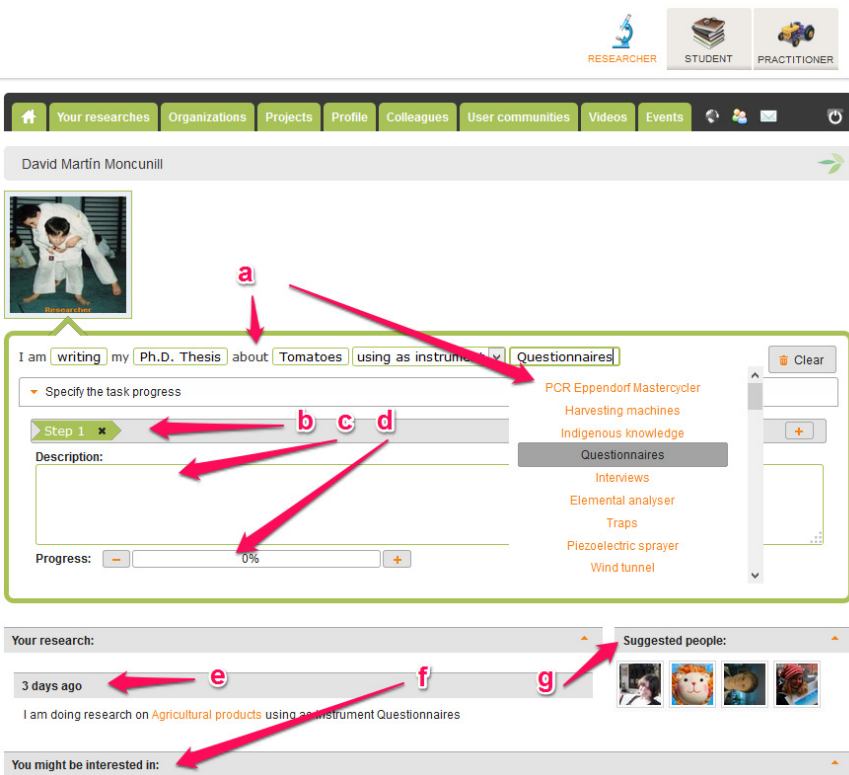 RESEARCHER STUDENT PRACTITIONER
Your researches Organizations Projects Profile Colleagues User communities Videos Events
David Martín Moncunill
Researcher
a
I am writing my Ph.D. Thesis about Tomatoes using as instrument Questionnaires Clear
Specify the task progress
PCR Eppendorf Mastercycler
Harvesting machines
Step 1 b c d Indigenous knowledge +
Description: Questionnaires
Interviews
Elemental analyser
Traps
Piezoelectric sprayer
Progress: − 0% +
Wind tunnel
Your research: Suggested people:
3 days ago e f g
I am doing research on Agricultural products using as instrument Questionnaires
You might be interested in: